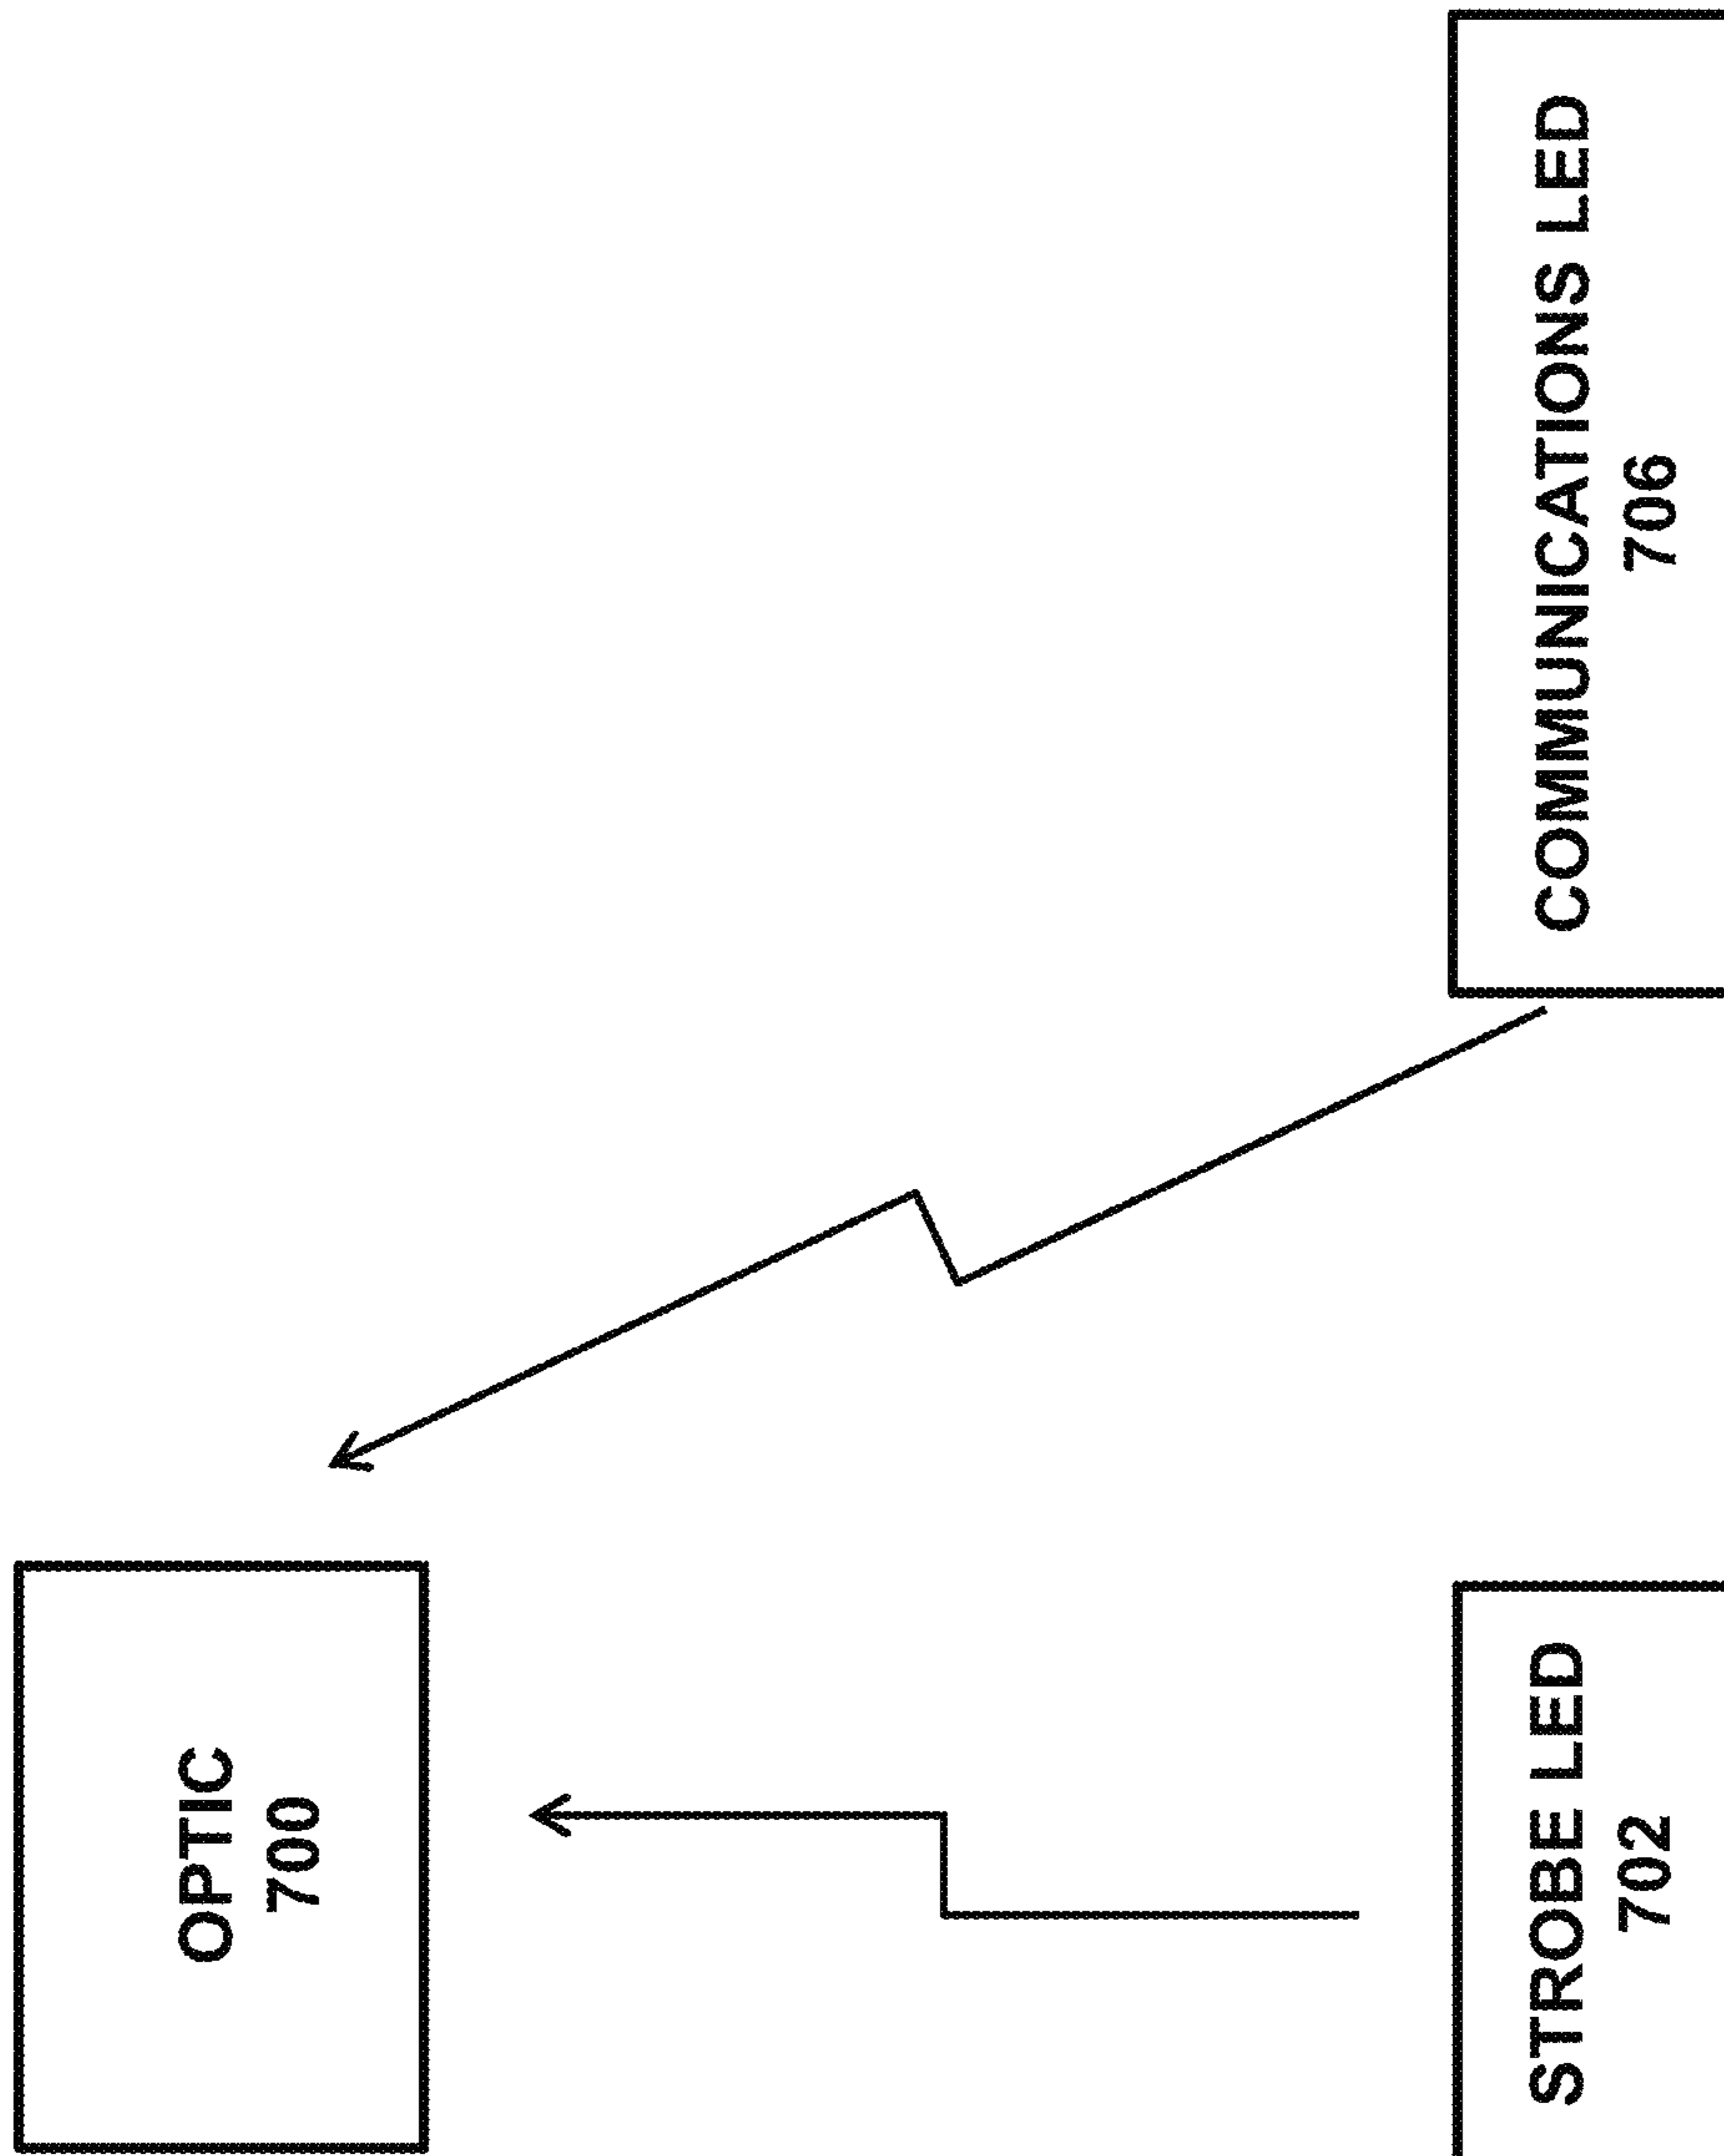 OPTIC
700
STROBE LED
702
COMMUNICATIONS LED
706